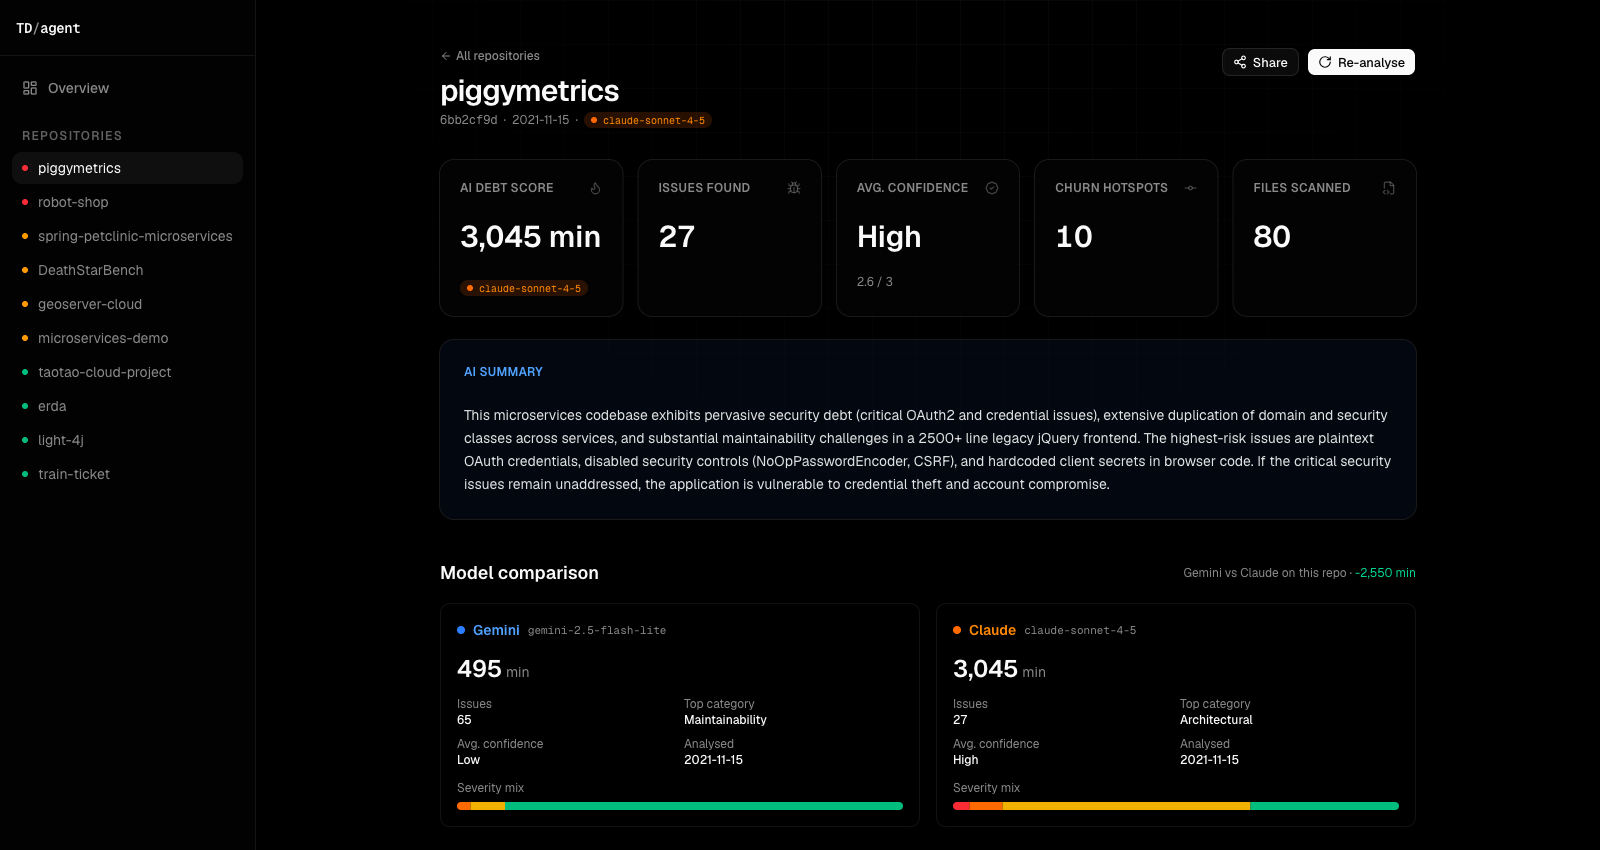 TD/agent
Overview
REPOSITORIES
piggymetrics
robot-shop
spring-petclinic-microservices
DeathStarBench
geoserver-cloud
microservices-demo
taotao-cloud-project
erda
light-4j
train-ticket
← All repositories
Share
Re-analyse
piggymetrics
6bb2cf9d · 2021-11-15 · claude-sonnet-4-5
AI DEBT SCORE
3,045 min
claude-sonnet-4-5
ISSUES FOUND
27
AVG. CONFIDENCE
High
2.6 / 3
CHURN HOTSPOTS
10
FILES SCANNED
80
AI SUMMARY
This microservices codebase exhibits pervasive security debt (critical OAuth2 and credential issues), extensive duplication of domain and security
classes across services, and substantial maintainability challenges in a 2500+ line legacy jQuery frontend. The highest-risk issues are plaintext
OAuth credentials, disabled security controls (NoOpPasswordEncoder, CSRF), and hardcoded client secrets in browser code. If the critical security
issues remain unaddressed, the application is vulnerable to credential theft and account compromise.
Model comparison
Gemini vs Claude on this repo · -2,550 min
Gemini gemini-2.5-flash-lite
495 min
Issues
65
Top category
Maintainability
Avg. confidence
Low
Analysed
2021-11-15
Severity mix
Claude claude-sonnet-4-5
3,045 min
Issues
27
Top category
Architectural
Avg. confidence
High
Analysed
2021-11-15
Severity mix